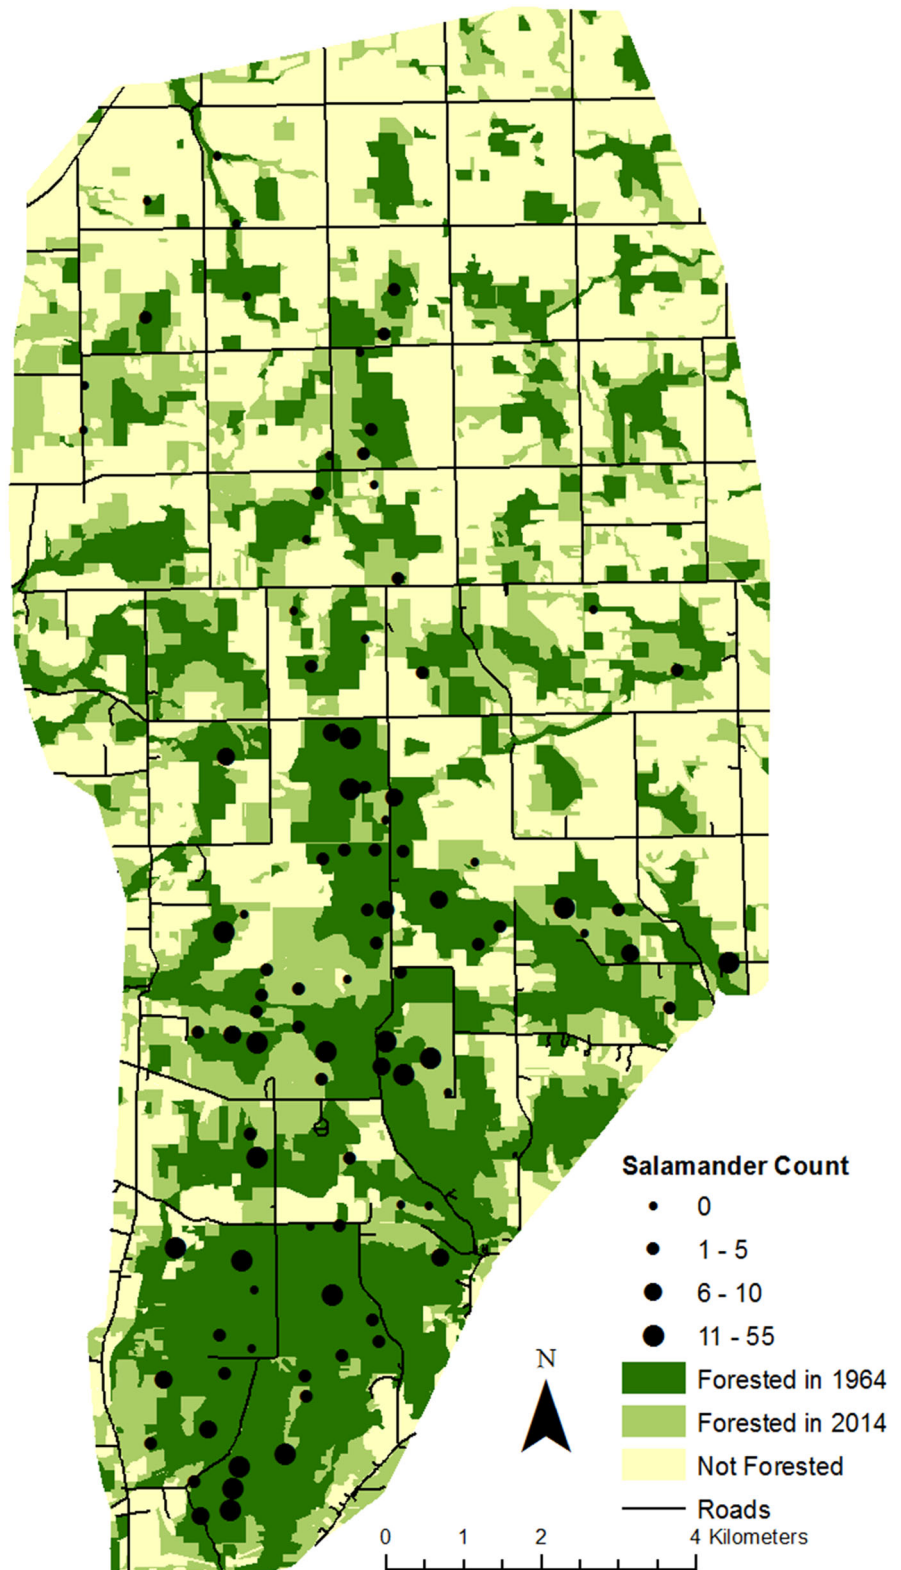 Salamander Count
0
1 - 5
6 - 10
11 - 55
N
Forested in 1964
Forested in 2014
Not Forested
Roads
0 1 2 4 Kilometers